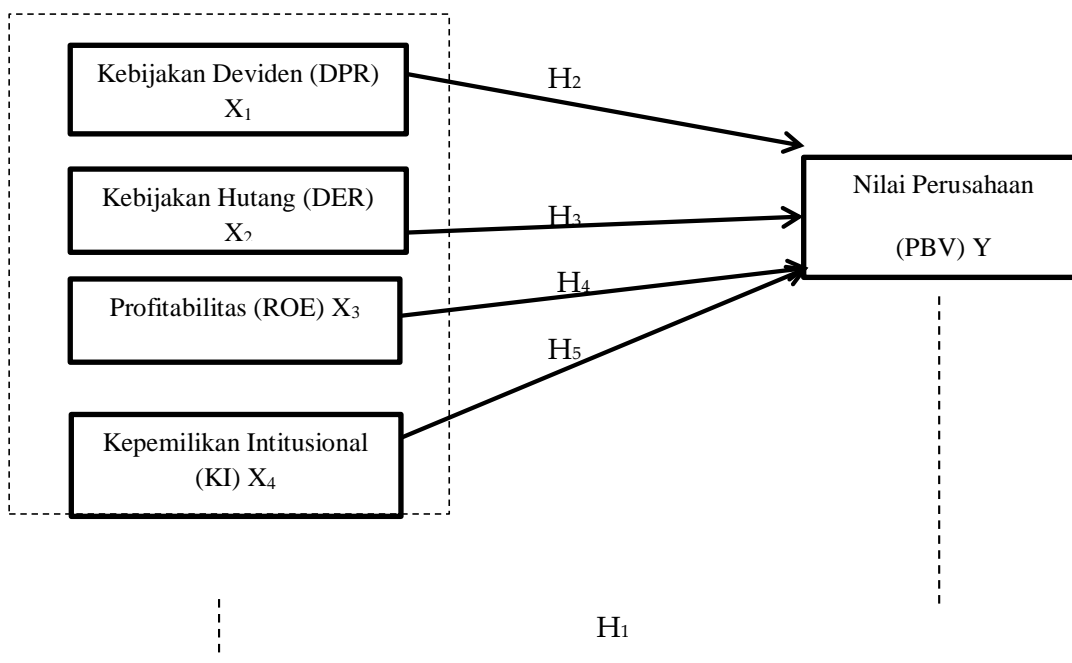 Kebijakan Deviden (DPR)
X₁
H₂
Kebijakan Hutang (DER)
X₂
H₃
Nilai Perusahaan
(PBV) Y
Profitabilitas (ROE) X₃
H₄
H₅
Kepemilikan Intitusional
(KI) X₄
H₁